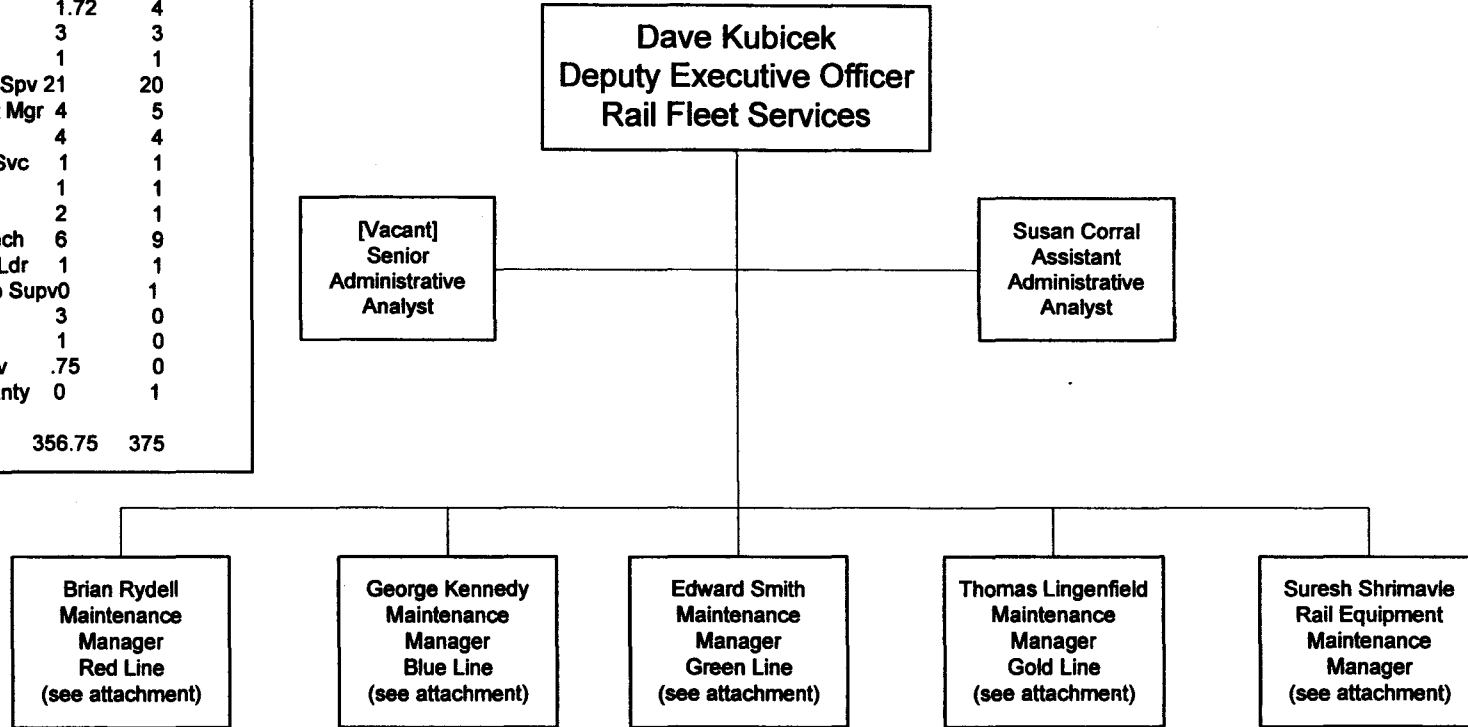 1.72 4
3 3
1 1
Spv 21 20
Mgr 4 5
4 4
Svc 1 1
1 1
2 1
ech 6 9
Ldr 1 1
o Supv0 1
3 0
1 0
v .75 0
anty 0 1
356.75 375
Dave Kubicek
Deputy Executive Officer
Rail Fleet Services
[Vacant]
Senior
Administrative
Analyst
Susan Corral
Assistant
Administrative
Analyst
Brian Rydell
Maintenance
Manager
Red Line
(see attachment)
George Kennedy
Maintenance
Manager
Blue Line
(see attachment)
Edward Smith
Maintenance
Manager
Green Line
(see attachment)
Thomas Lingenfield
Maintenance
Manager
Gold Line
(see attachment)
Suresh Shrimavle
Rail Equipment
Maintenance
Manager
(see attachment)